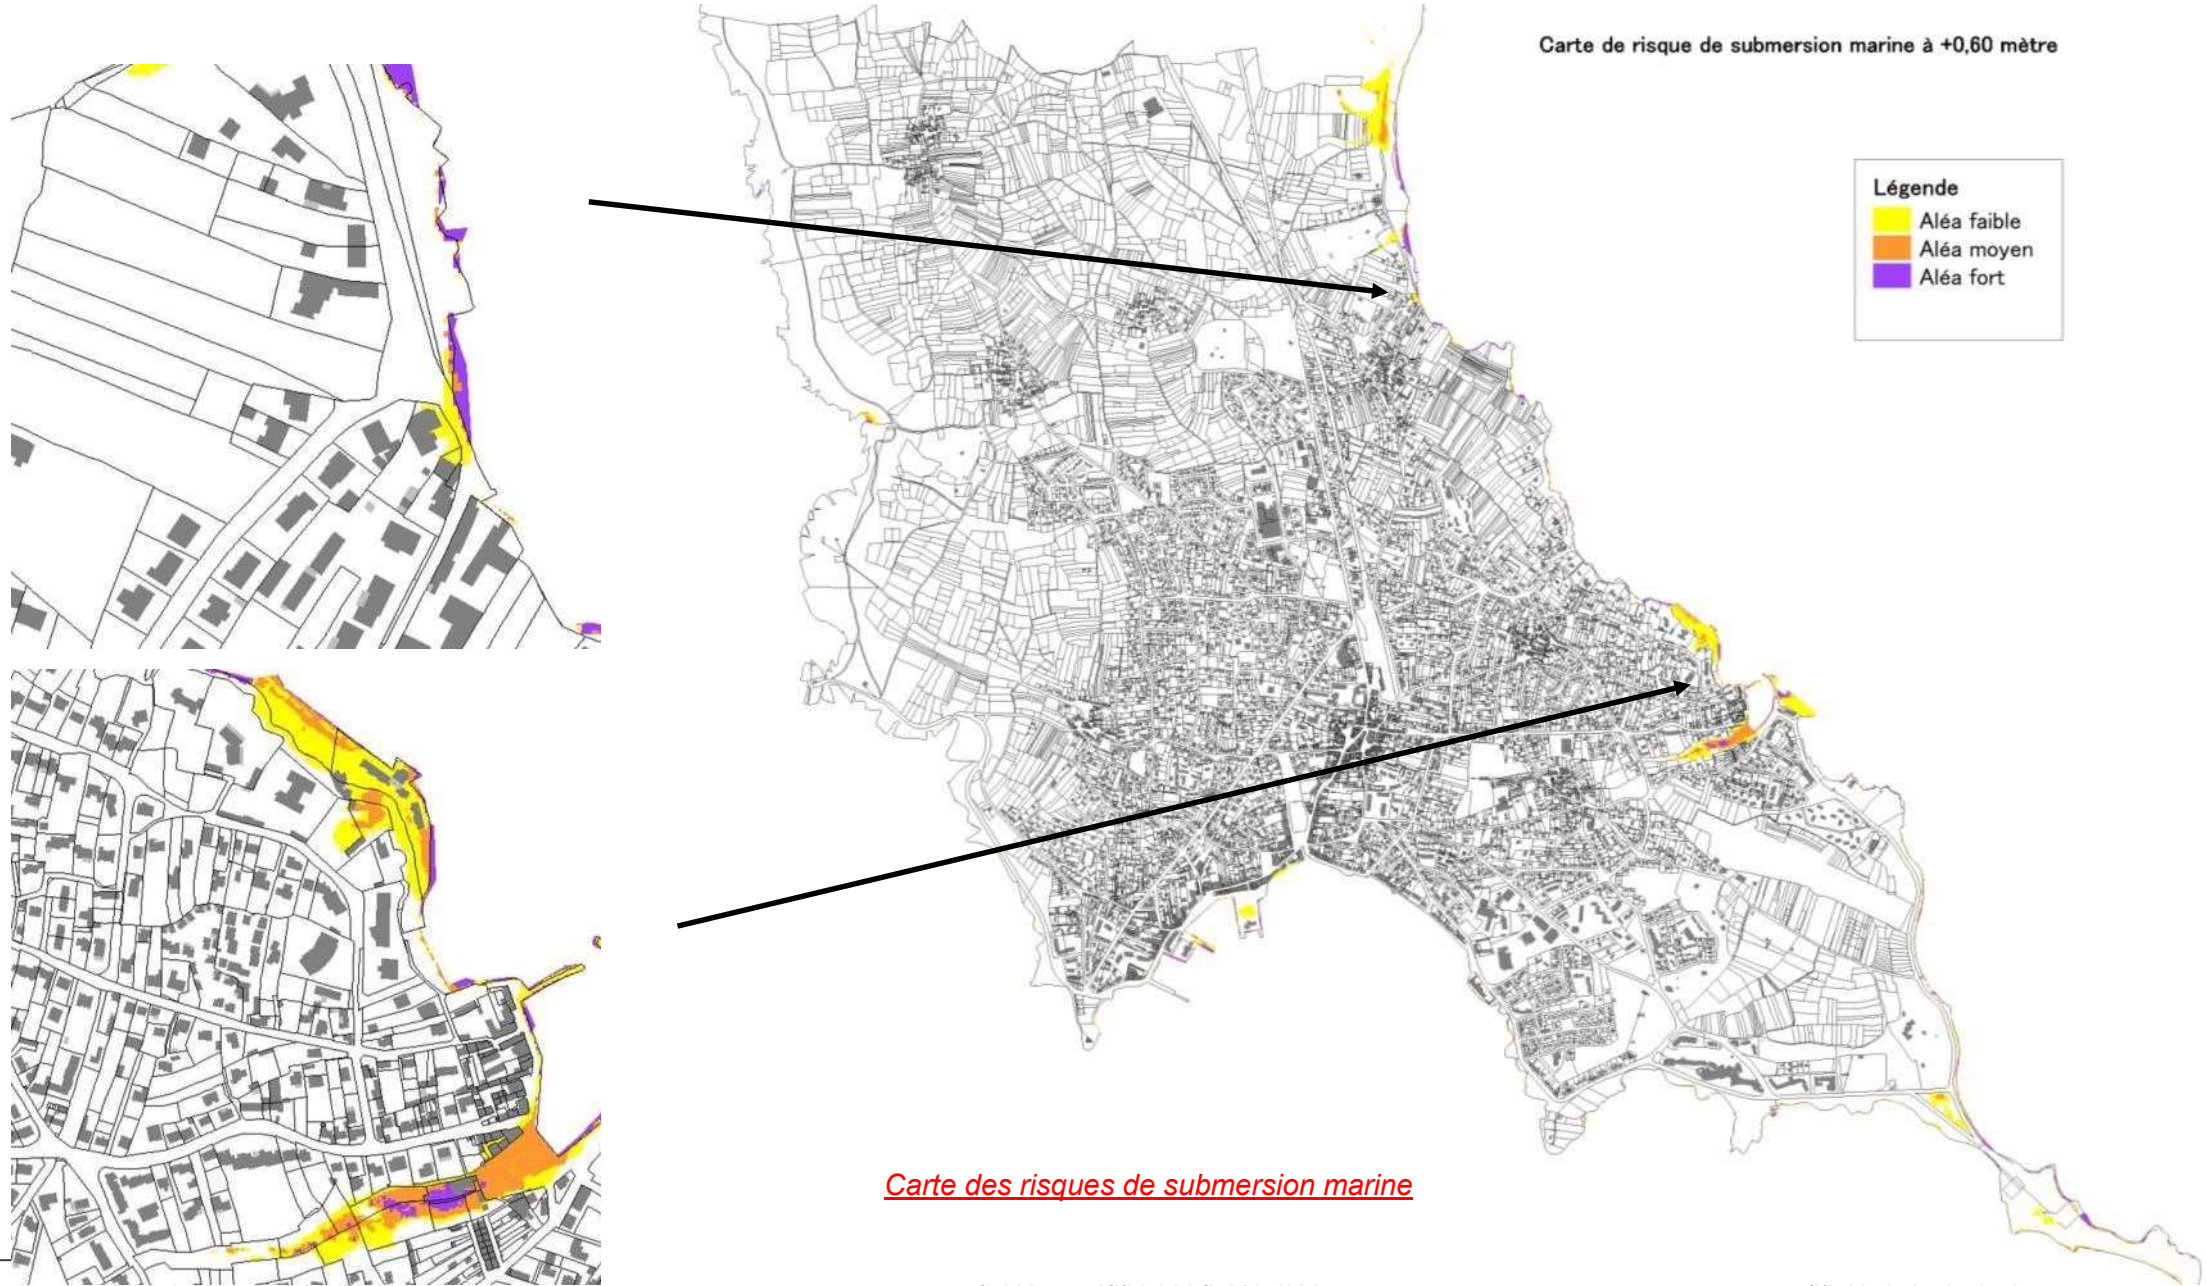 Carte de risque de submersion marine à +0,60 mètre
Légende
Aléa faible
Aléa moyen
Aléa fort
Carte des risques de submersion marine